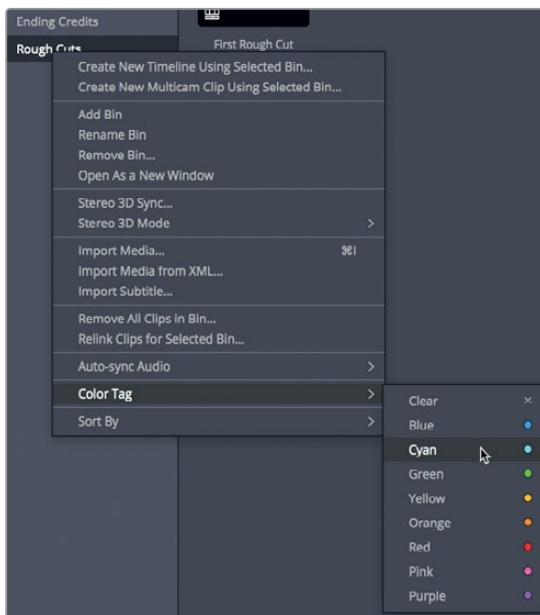 Ending Credits
Rough Cuts
First Rough Cut
Create New Timeline Using Selected Bin...
Create New Multicam Clip Using Selected Bin...
Add Bin
Rename Bin
Remove Bin...
Open As a New Window
Stereo 3D Sync...
Stereo 3D Mode >
Import Media... ⌘I
Import Media from XML...
Import Subtitle...
Remove All Clips in Bin...
Relink Clips for Selected Bin...
Auto-sync Audio >
Color Tag >
Sort By >
Clear ×
Blue
Cyan
Green
Yellow
Orange
Red
Pink
Purple